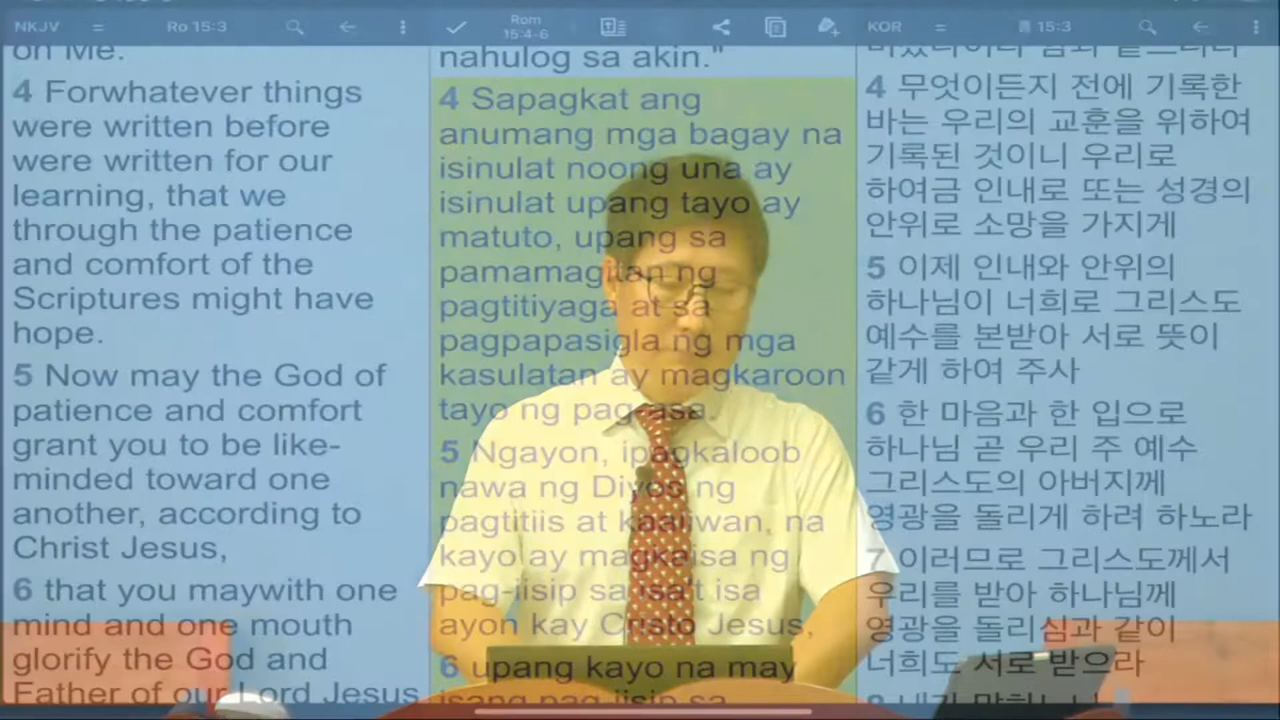 NKJV = Ro 15:3
on Me.
4 Forwhatever things
were written before
were written for our
learning, that we
through the patience
and comfort of the
Scriptures might have
hope.
5 Now may the God of
patience and comfort
grant you to be like-
minded toward one
another, according to
Christ Jesus,
6 that you maywith one
mind and one mouth
glorify the God and
Father of our Lord Jesus
Rom
15:4-6
nahulog sa akin."
4 Sapagkat ang
anumang mga bagay na
isinulat noong una ay
isinulat upang tayo ay
matuto, upang sa
pamamagitan ng
pagtitiyaga at sa
pagpapasigla ng mga
kasulatan ay magkaroon
tayo ng pag-asa.
5 Ngayon, ipagkaloob
nawa ng Diyos ng
pagtitiis at kaaliwan, na
kayo ay magkaisa ng
pag-iisip sa isa't isa
ayon kay Cristo Jesus,
6 upang kayo na may
isang pag-iisip sa
KOR = 롬 15:3
4 무엇이든지 전에 기록한
바는 우리의 교훈을 위하여
기록된 것이니 우리로
하여금 인내로 또는 성경의
안위로 소망을 가지게
5 이제 인내와 안위의
하나님이 너희로 그리스도
예수를 본받아 서로 뜻이
같게 하여 주사
6 한 마음과 한 입으로
하나님 곧 우리 주 예수
그리스도의 아버지께
영광을 돌리게 하려 하노라
7 이러므로 그리스도께서
우리를 받아 하나님께
영광을 돌리심과 같이
너희도 서로 받으라